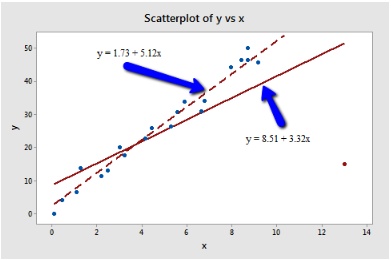 Scatterplot of y vs x
y = 1.73 + 5.12x
y = 8.51 + 3.32x
y
50
40
30
20
10
0
0 2 4 6 8 10 12 14
x